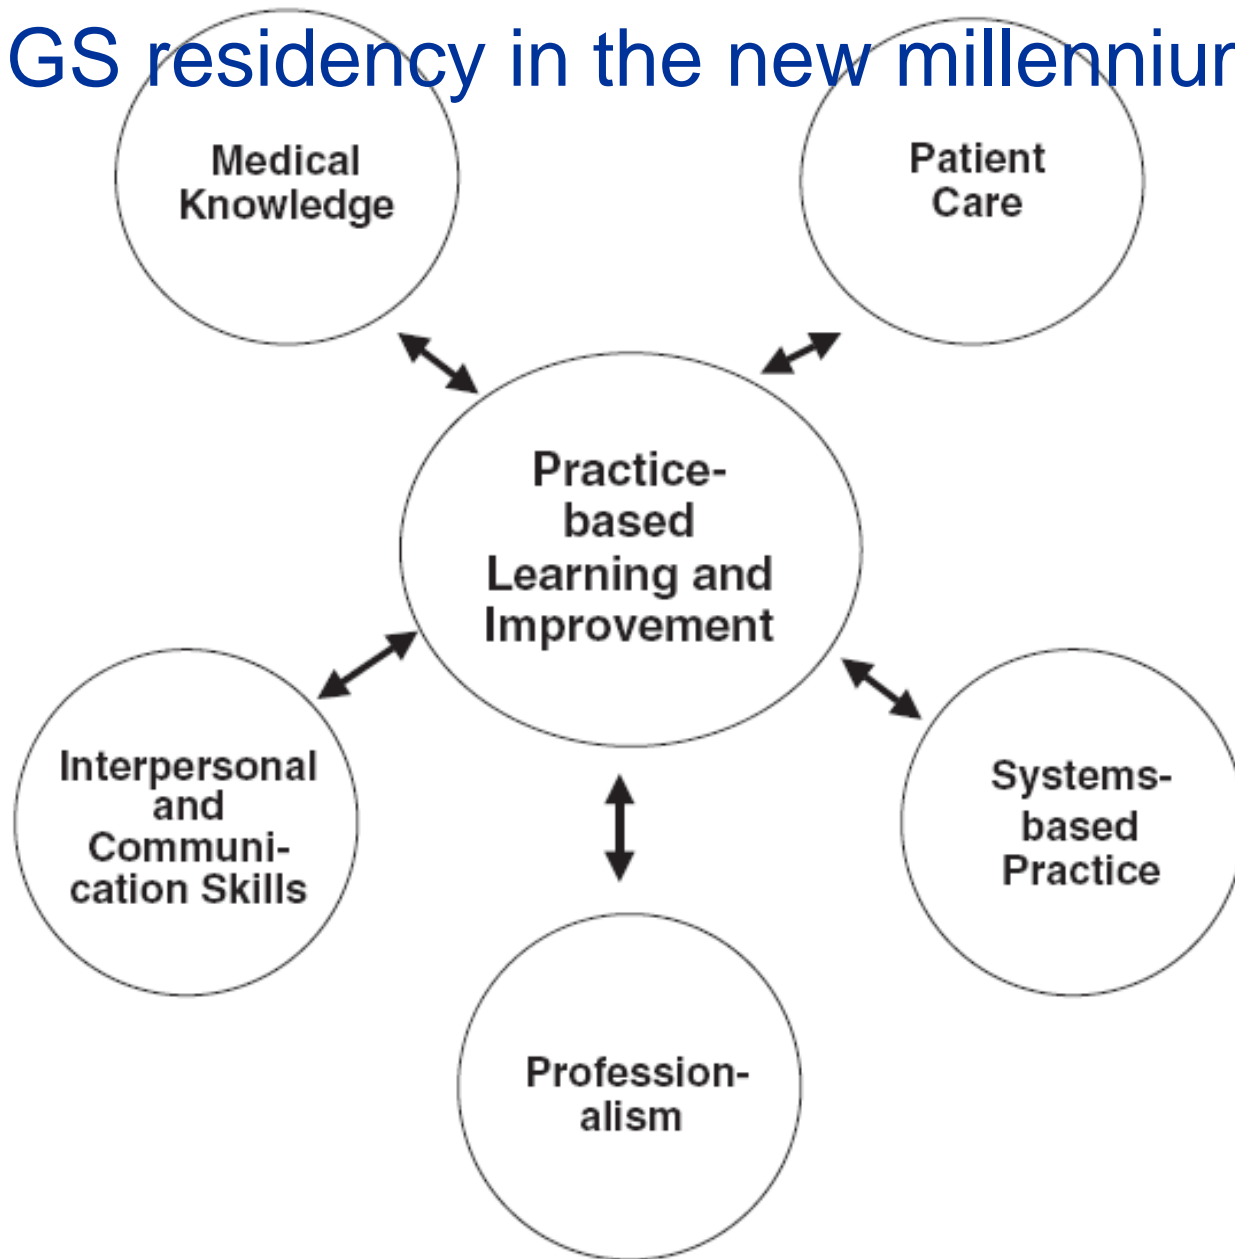 GS residency in the new millennium
Medical
Knowledge
Patient
Care
Practice-
based
Learning and
Improvement
Interpersonal
and
Communi-
cation Skills
Systems-
based
Practice
Profession-
alism